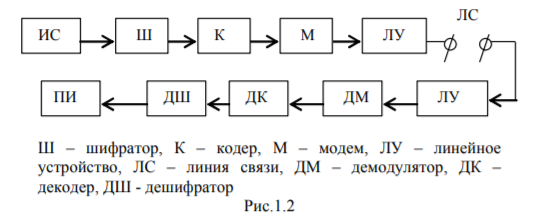 ЛС
ИС Ш К М ЛУ
ПИ ДШ ДК ДМ ЛУ
Ш – шифратор, К – кодер, М – модем, ЛУ – линейное
устройство, ЛС – линия связи, ДМ – демодулятор, ДК –
декодер, ДШ - дешифратор
Рис.1.2